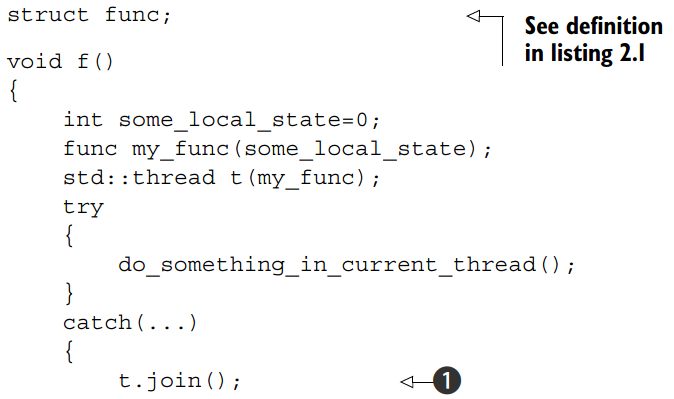 struct func;
See definition
in listing 2.1
void f()
{
    int some_local_state=0;
    func my_func(some_local_state);
    std::thread t(my_func);
    try
    {
        do_something_in_current_thread();
    }
    catch(...)
    {
        t.join();
1